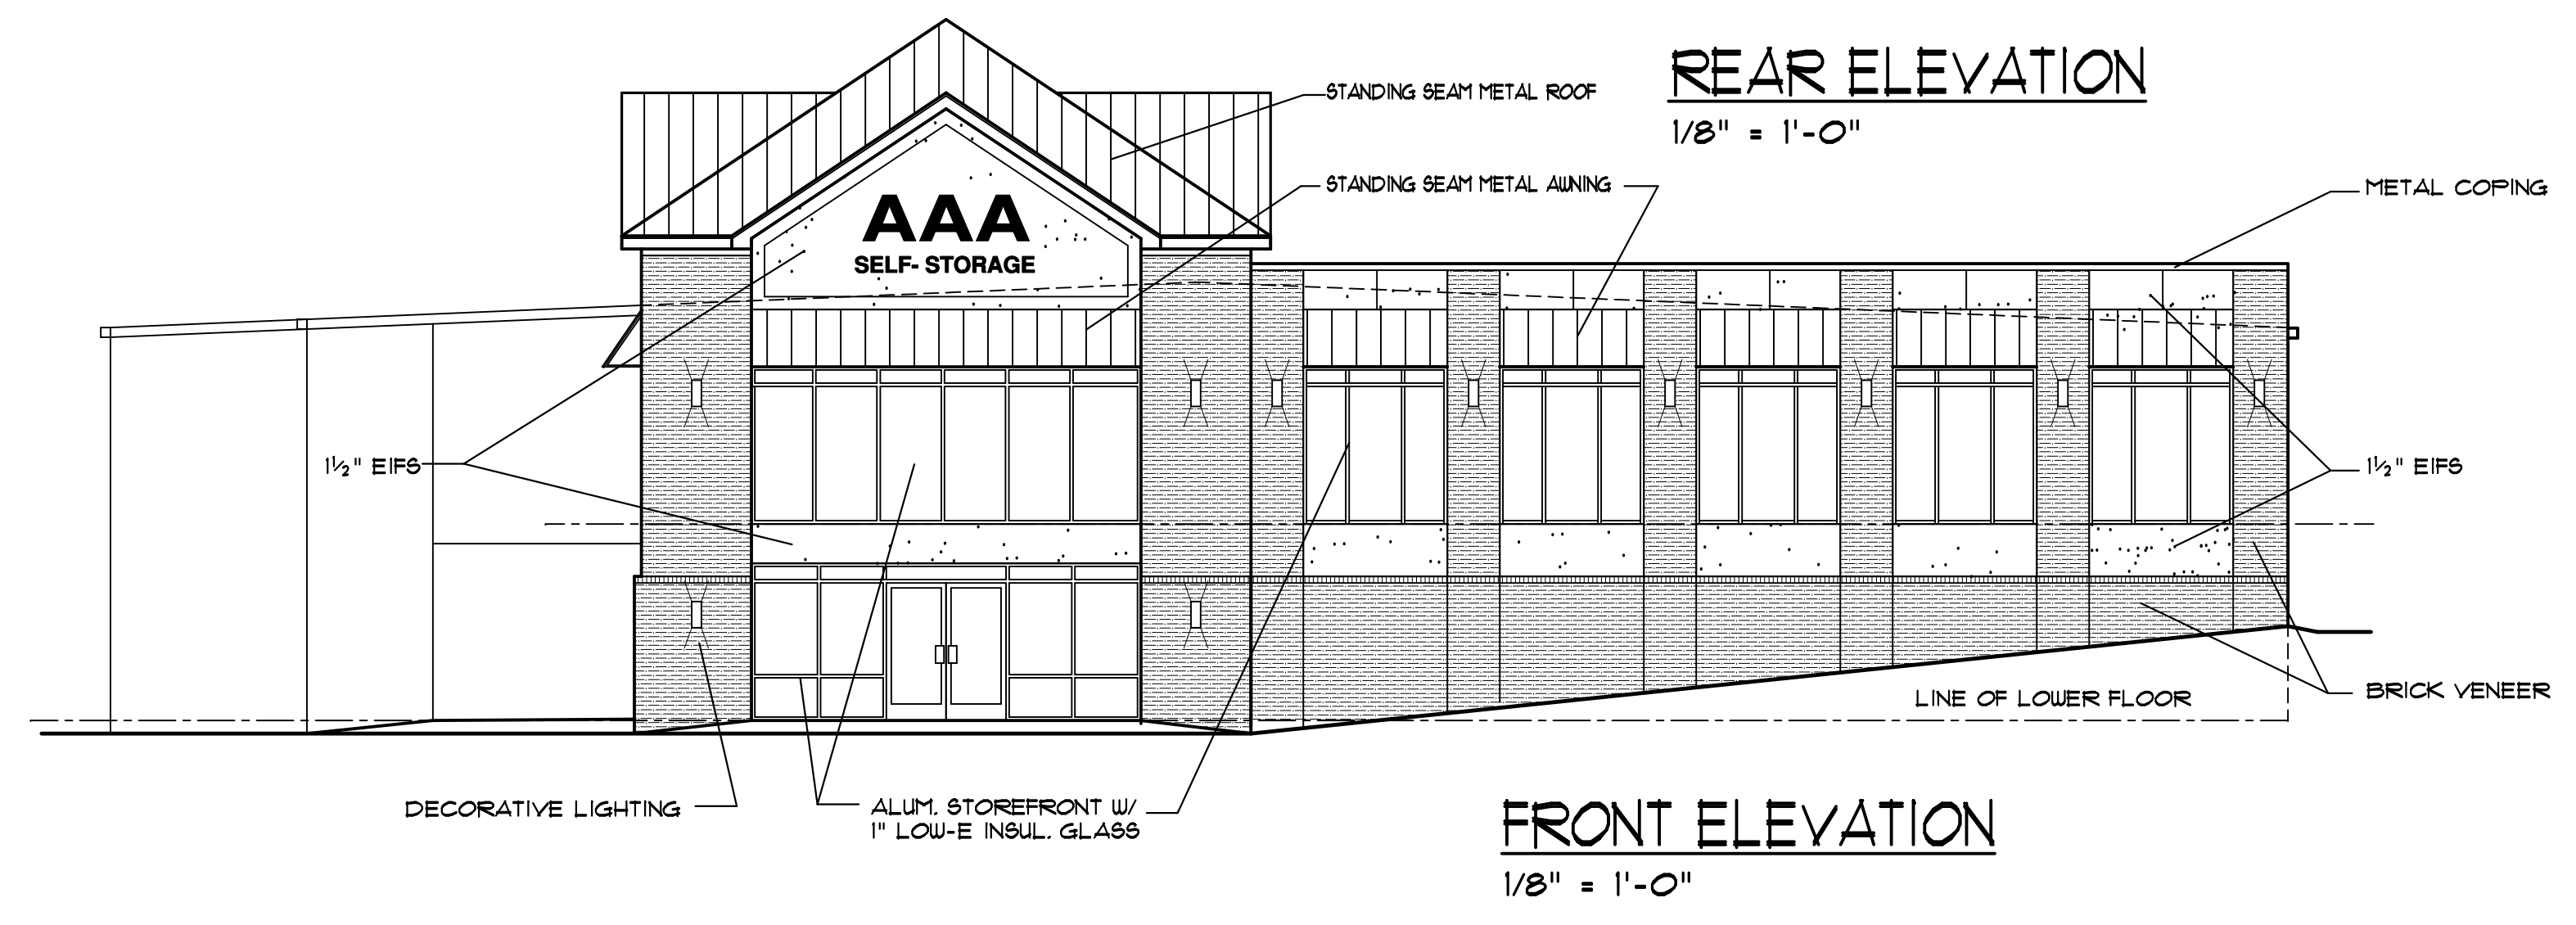 REAR ELEVATION
1/8" = 1'-0"
STANDING SEAM METAL ROOF
STANDING SEAM METAL AWNING
METAL COPING
AAA
SELF- STORAGE
1½" EIFS
1½" EIFS
BRICK VENEER
LINE OF LOWER FLOOR
DECORATIVE LIGHTING
ALUM. STOREFRONT W/
1" LOW-E INSUL. GLASS
FRONT ELEVATION
1/8" = 1'-0"